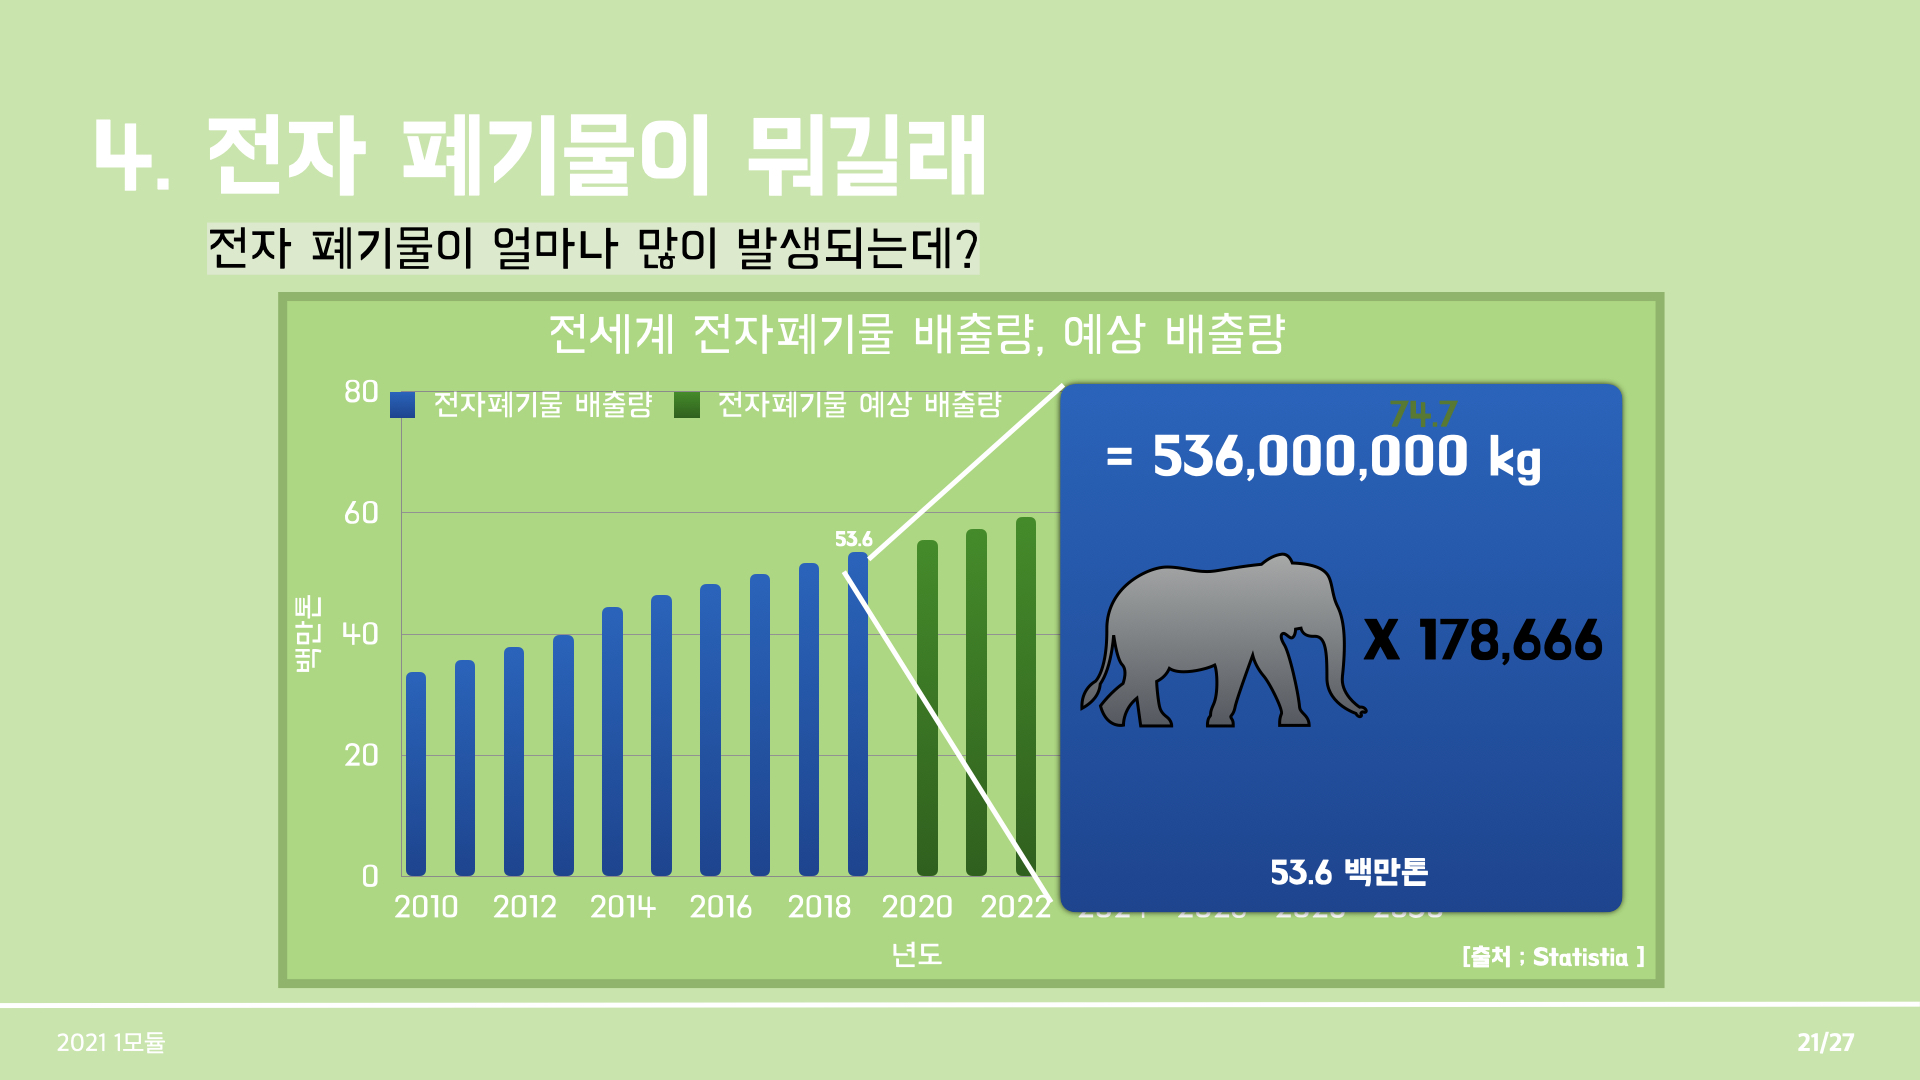 4. 전자 폐기물이 뭐길래
전자 폐기물이 얼마나 많이 발생되는데?
전세계 전자폐기물 배출량, 예상 배출량
전자폐기물 배출량
전자폐기물 예상 배출량
80
60
40
20
0
백만톤
53.6
74.7
= 536,000,000 kg
X 178,666
53.6 백만톤
2010 2012 2014 2016 2018 2020 2022
년도
[출처 ; Statistia ]
2021 1모듈
21/27